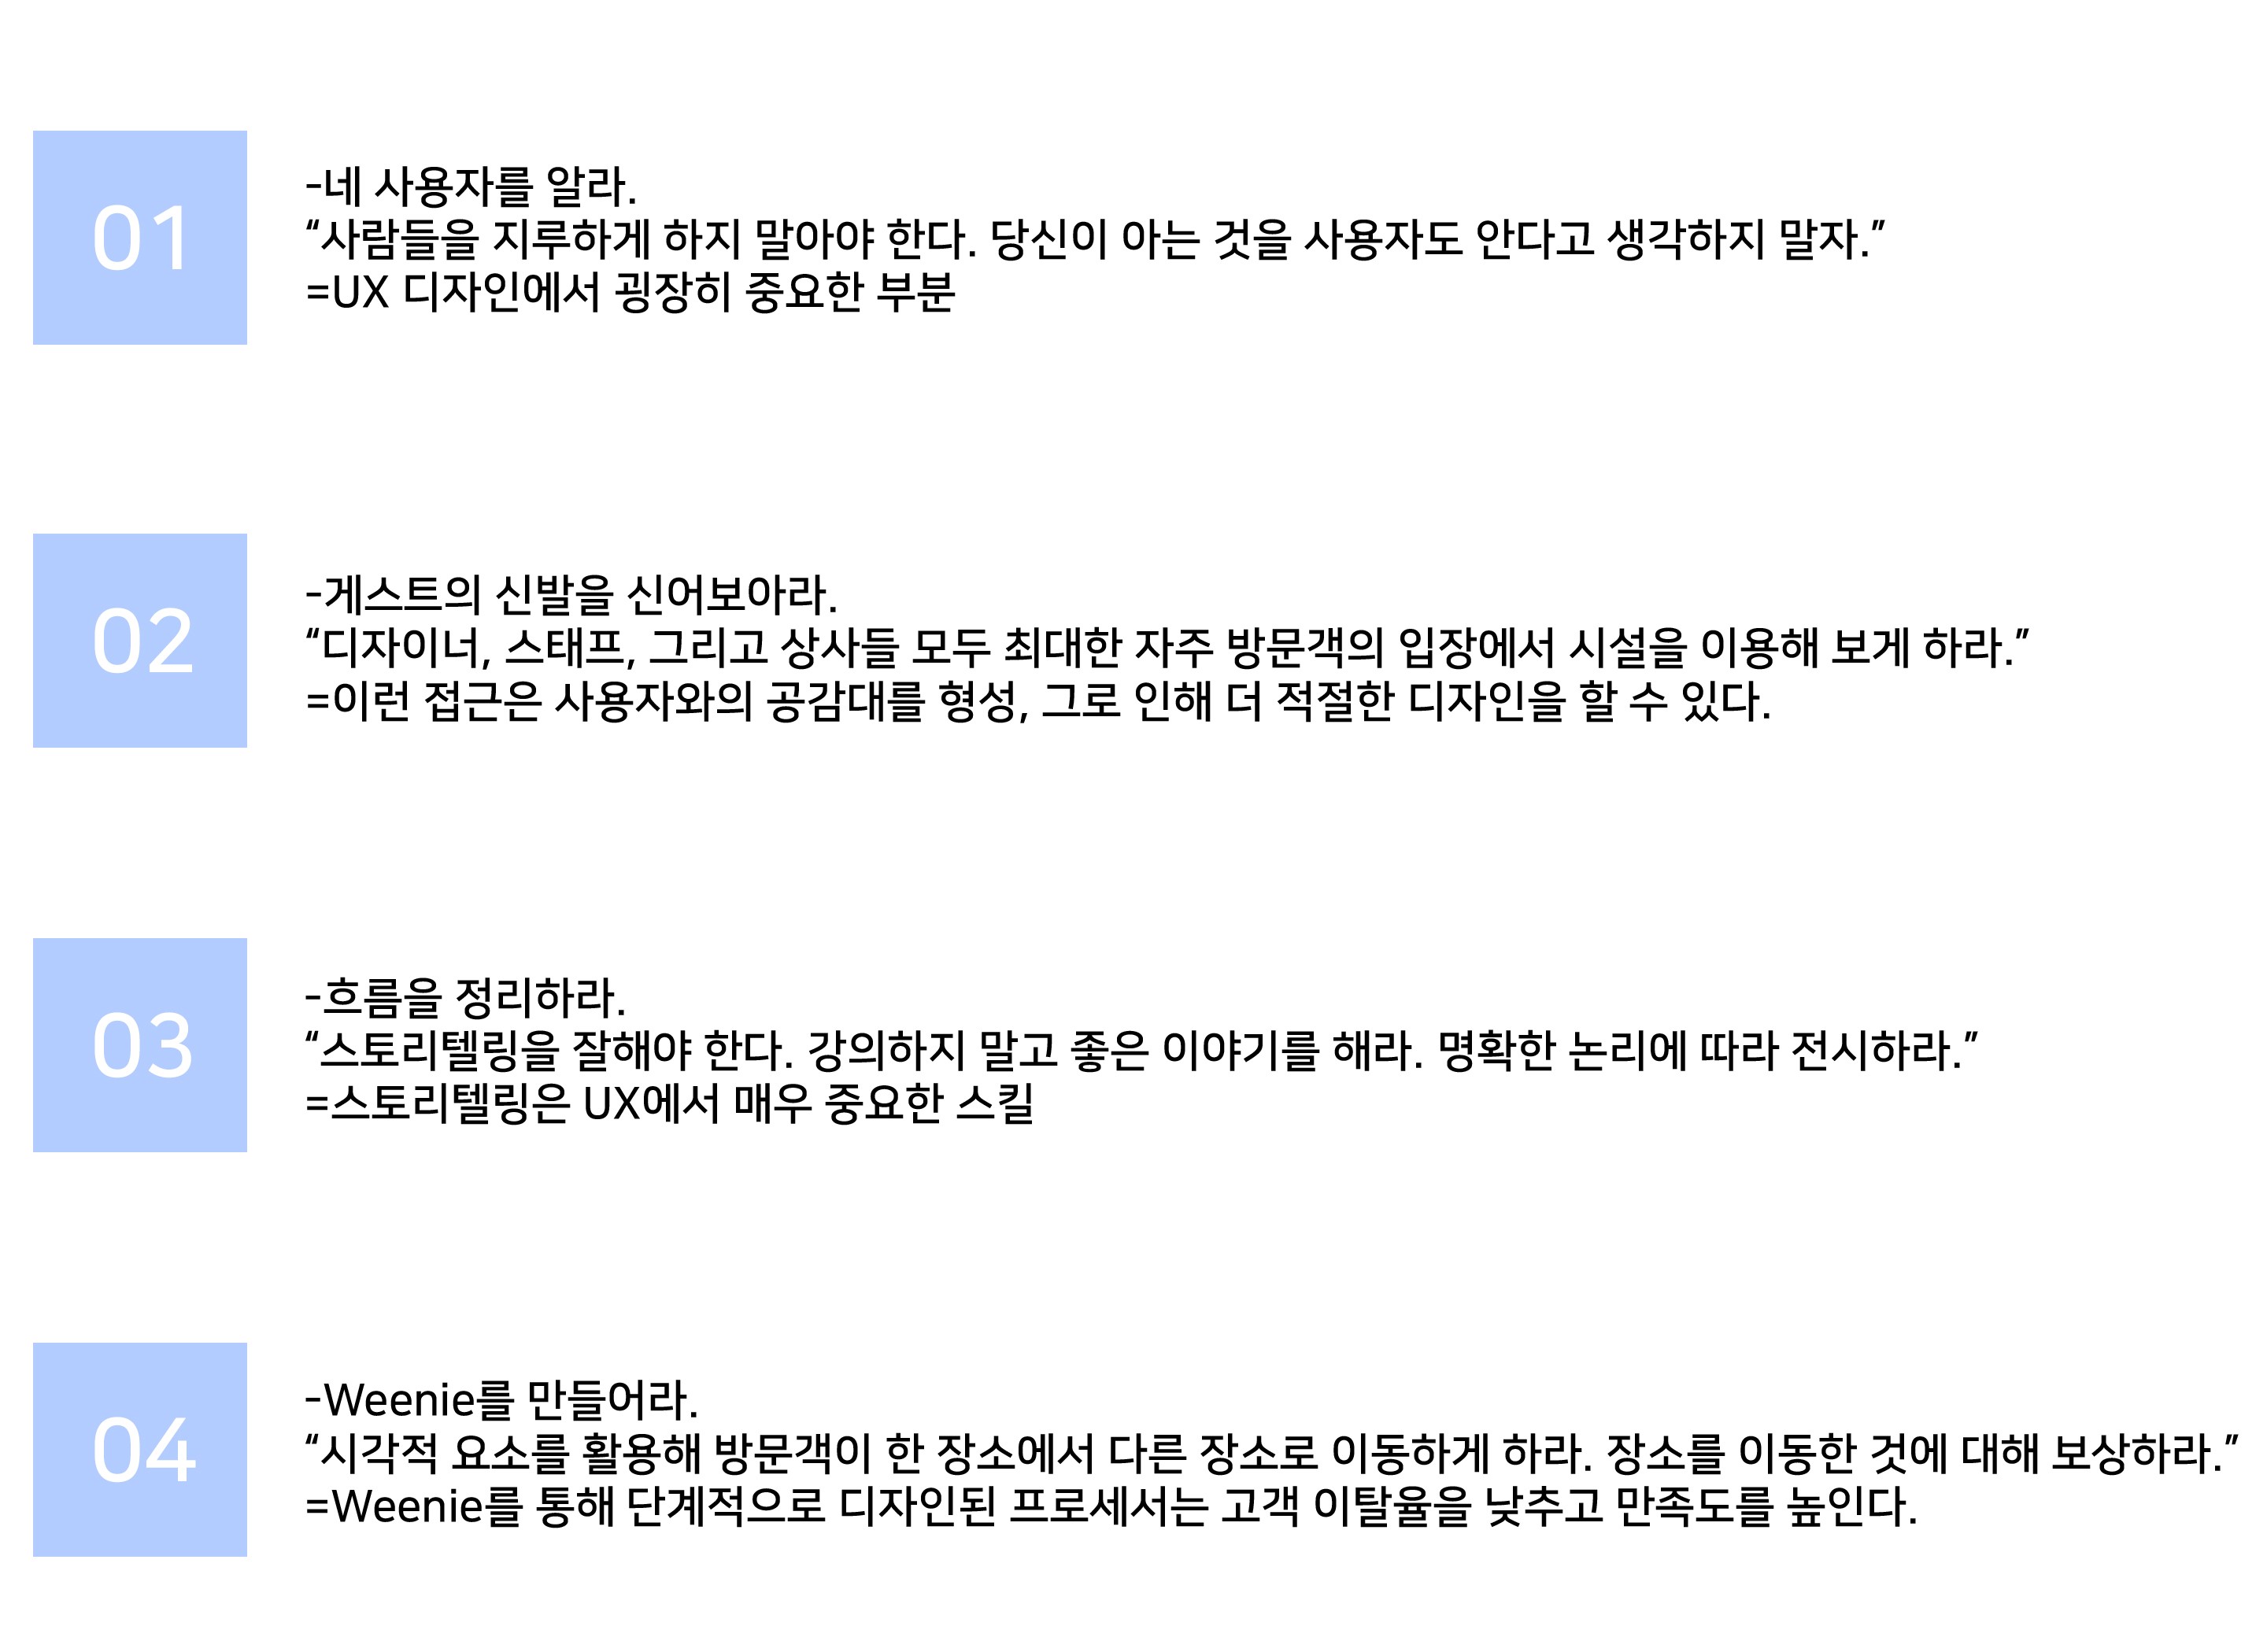 01
-네 사용자를 알라.
“사람들을 지루하게 하지 말아야 한다. 당신이 아는 것을 사용자도 안다고 생각하지 말자.”
=UX 디자인에서 굉장히 중요한 부분
02
-게스트의 신발을 신어보아라.
“디자이너, 스태프, 그리고 상사를 모두 최대한 자주 방문객의 입장에서 시설을 이용해 보게 하라.”
=이런 접근은 사용자와의 공감대를 형성, 그로 인해 더 적절한 디자인을 할 수 있다.
03
-흐름을 정리하라.
“스토리텔링을 잘해야 한다. 강의하지 말고 좋은 이야기를 해라. 명확한 논리에 따라 전시하라.”
=스토리텔링은 UX에서 매우 중요한 스킬
04
-Weenie를 만들어라.
“시각적 요소를 활용해 방문객이 한 장소에서 다른 장소로 이동하게 하라. 장소를 이동한 것에 대해 보상하라.”
=Weenie를 통해 단계적으로 디자인된 프로세서는 고객 이탈율을 낮추고 만족도를 높인다.